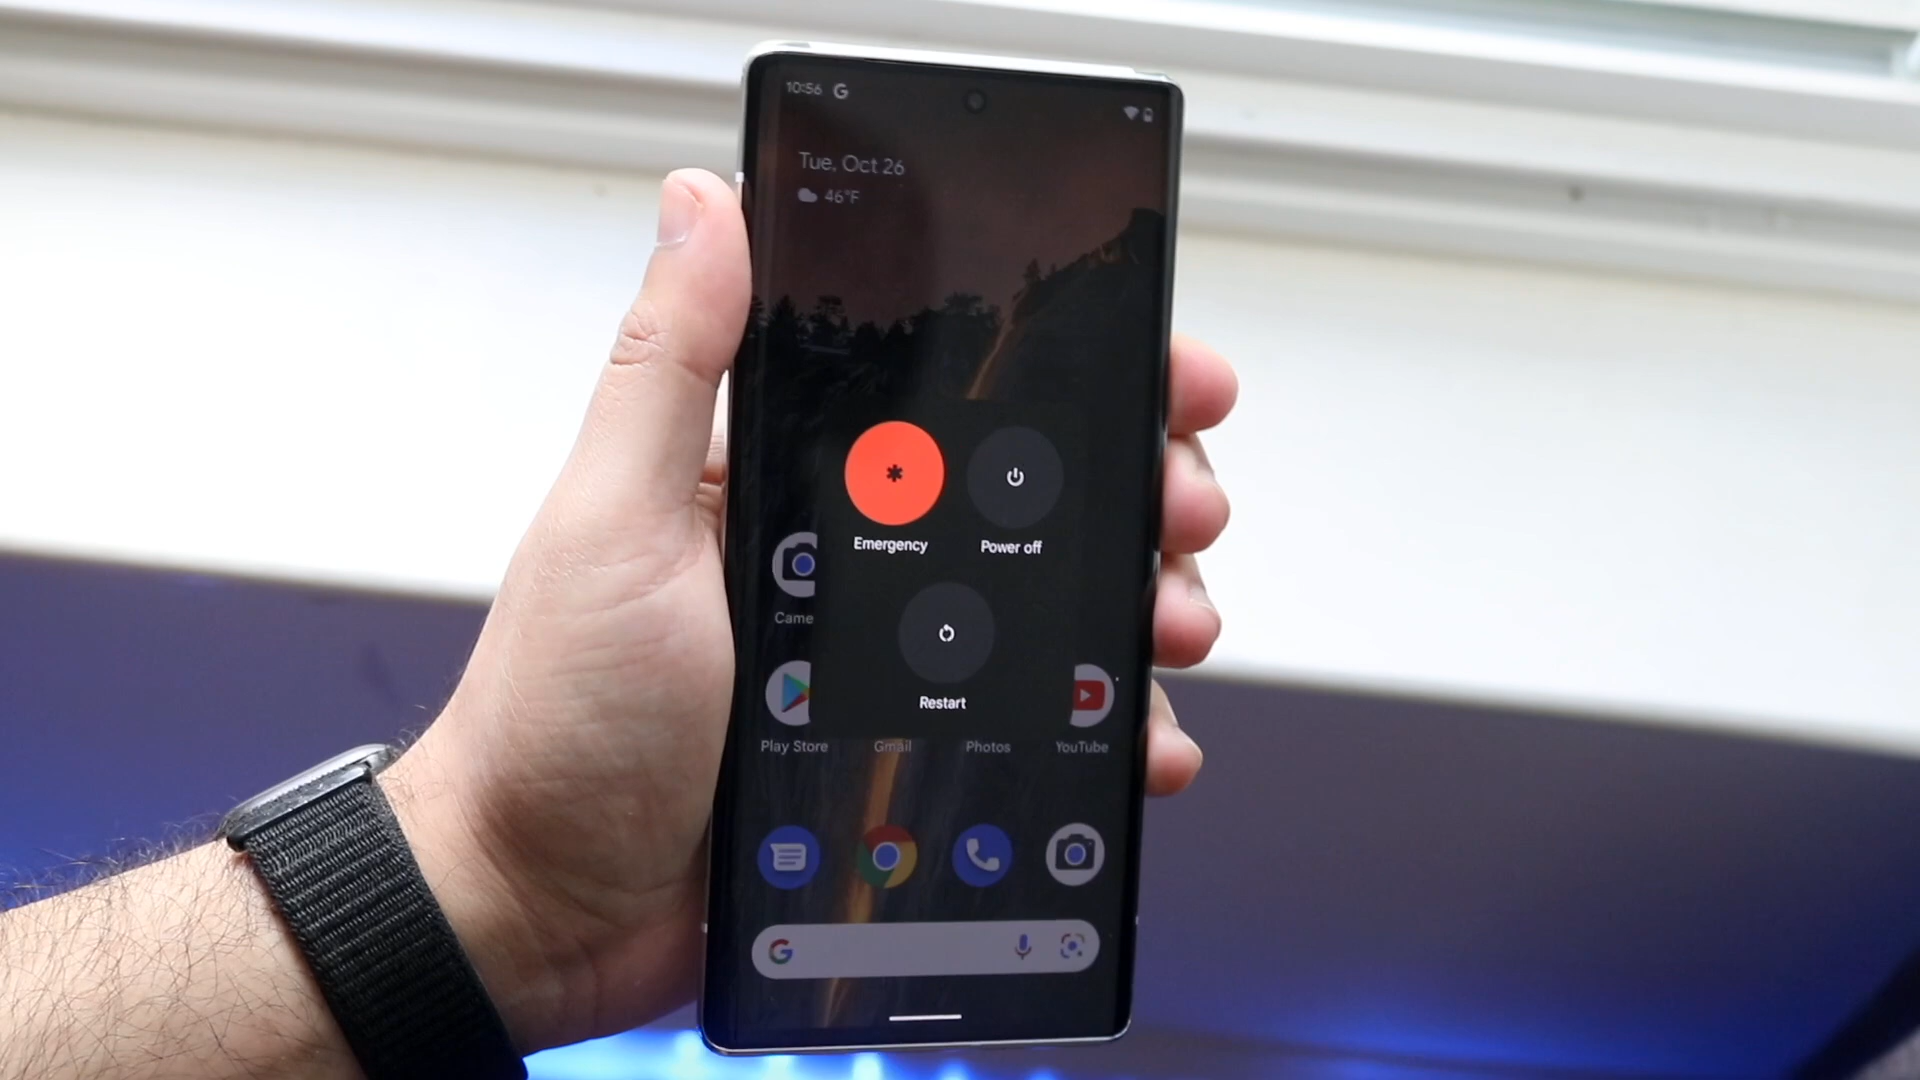 10:56 G
Tue, Oct 26
46°F
Emergency
Power off
Came
Restart
Play Store
Gmail
Photos
YouTube
G